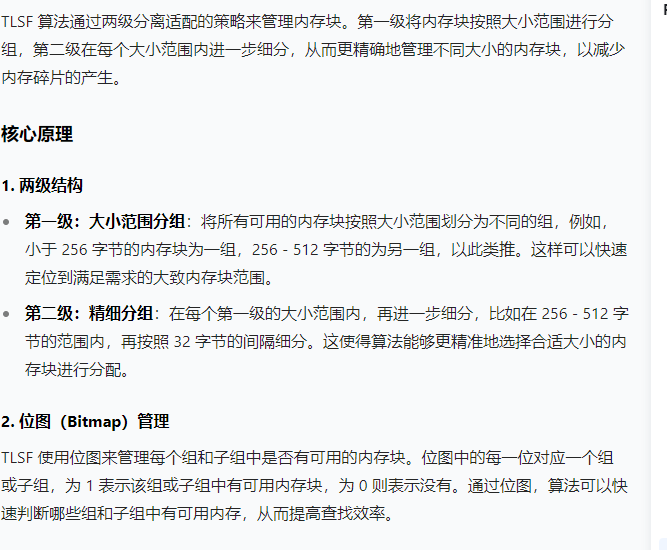 TLSF 算法通过两级分离适配的策略来管理内存块。第一级将内存块按照大小范围进行分
组，第二级在每个大小范围内进一步细分，从而更精确地管理不同大小的内存块，以减少
内存碎片的产生。
核心原理
1. 两级结构
第一级：大小范围分组：将所有可用的内存块按照大小范围划分为不同的组，例如，
小于 256 字节的内存块为一组，256 - 512 字节的为另一组，以此类推。这样可以快速
定位到满足需求的大致内存块范围。
第二级：精细分组：在每个第一级的大小范围内，再进一步细分，比如在 256 - 512 字
节的范围内，再按照 32 字节的间隔细分。这使得算法能够更精准地选择合适大小的内
存块进行分配。
2. 位图（Bitmap）管理
TLSF 使用位图来管理每个组和子组中是否有可用的内存块。位图中的每一位对应一个组
或子组，为 1 表示该组或子组中有可用内存块，为 0 则表示没有。通过位图，算法可以快
速判断哪些组和子组中有可用内存，从而提高查找效率。